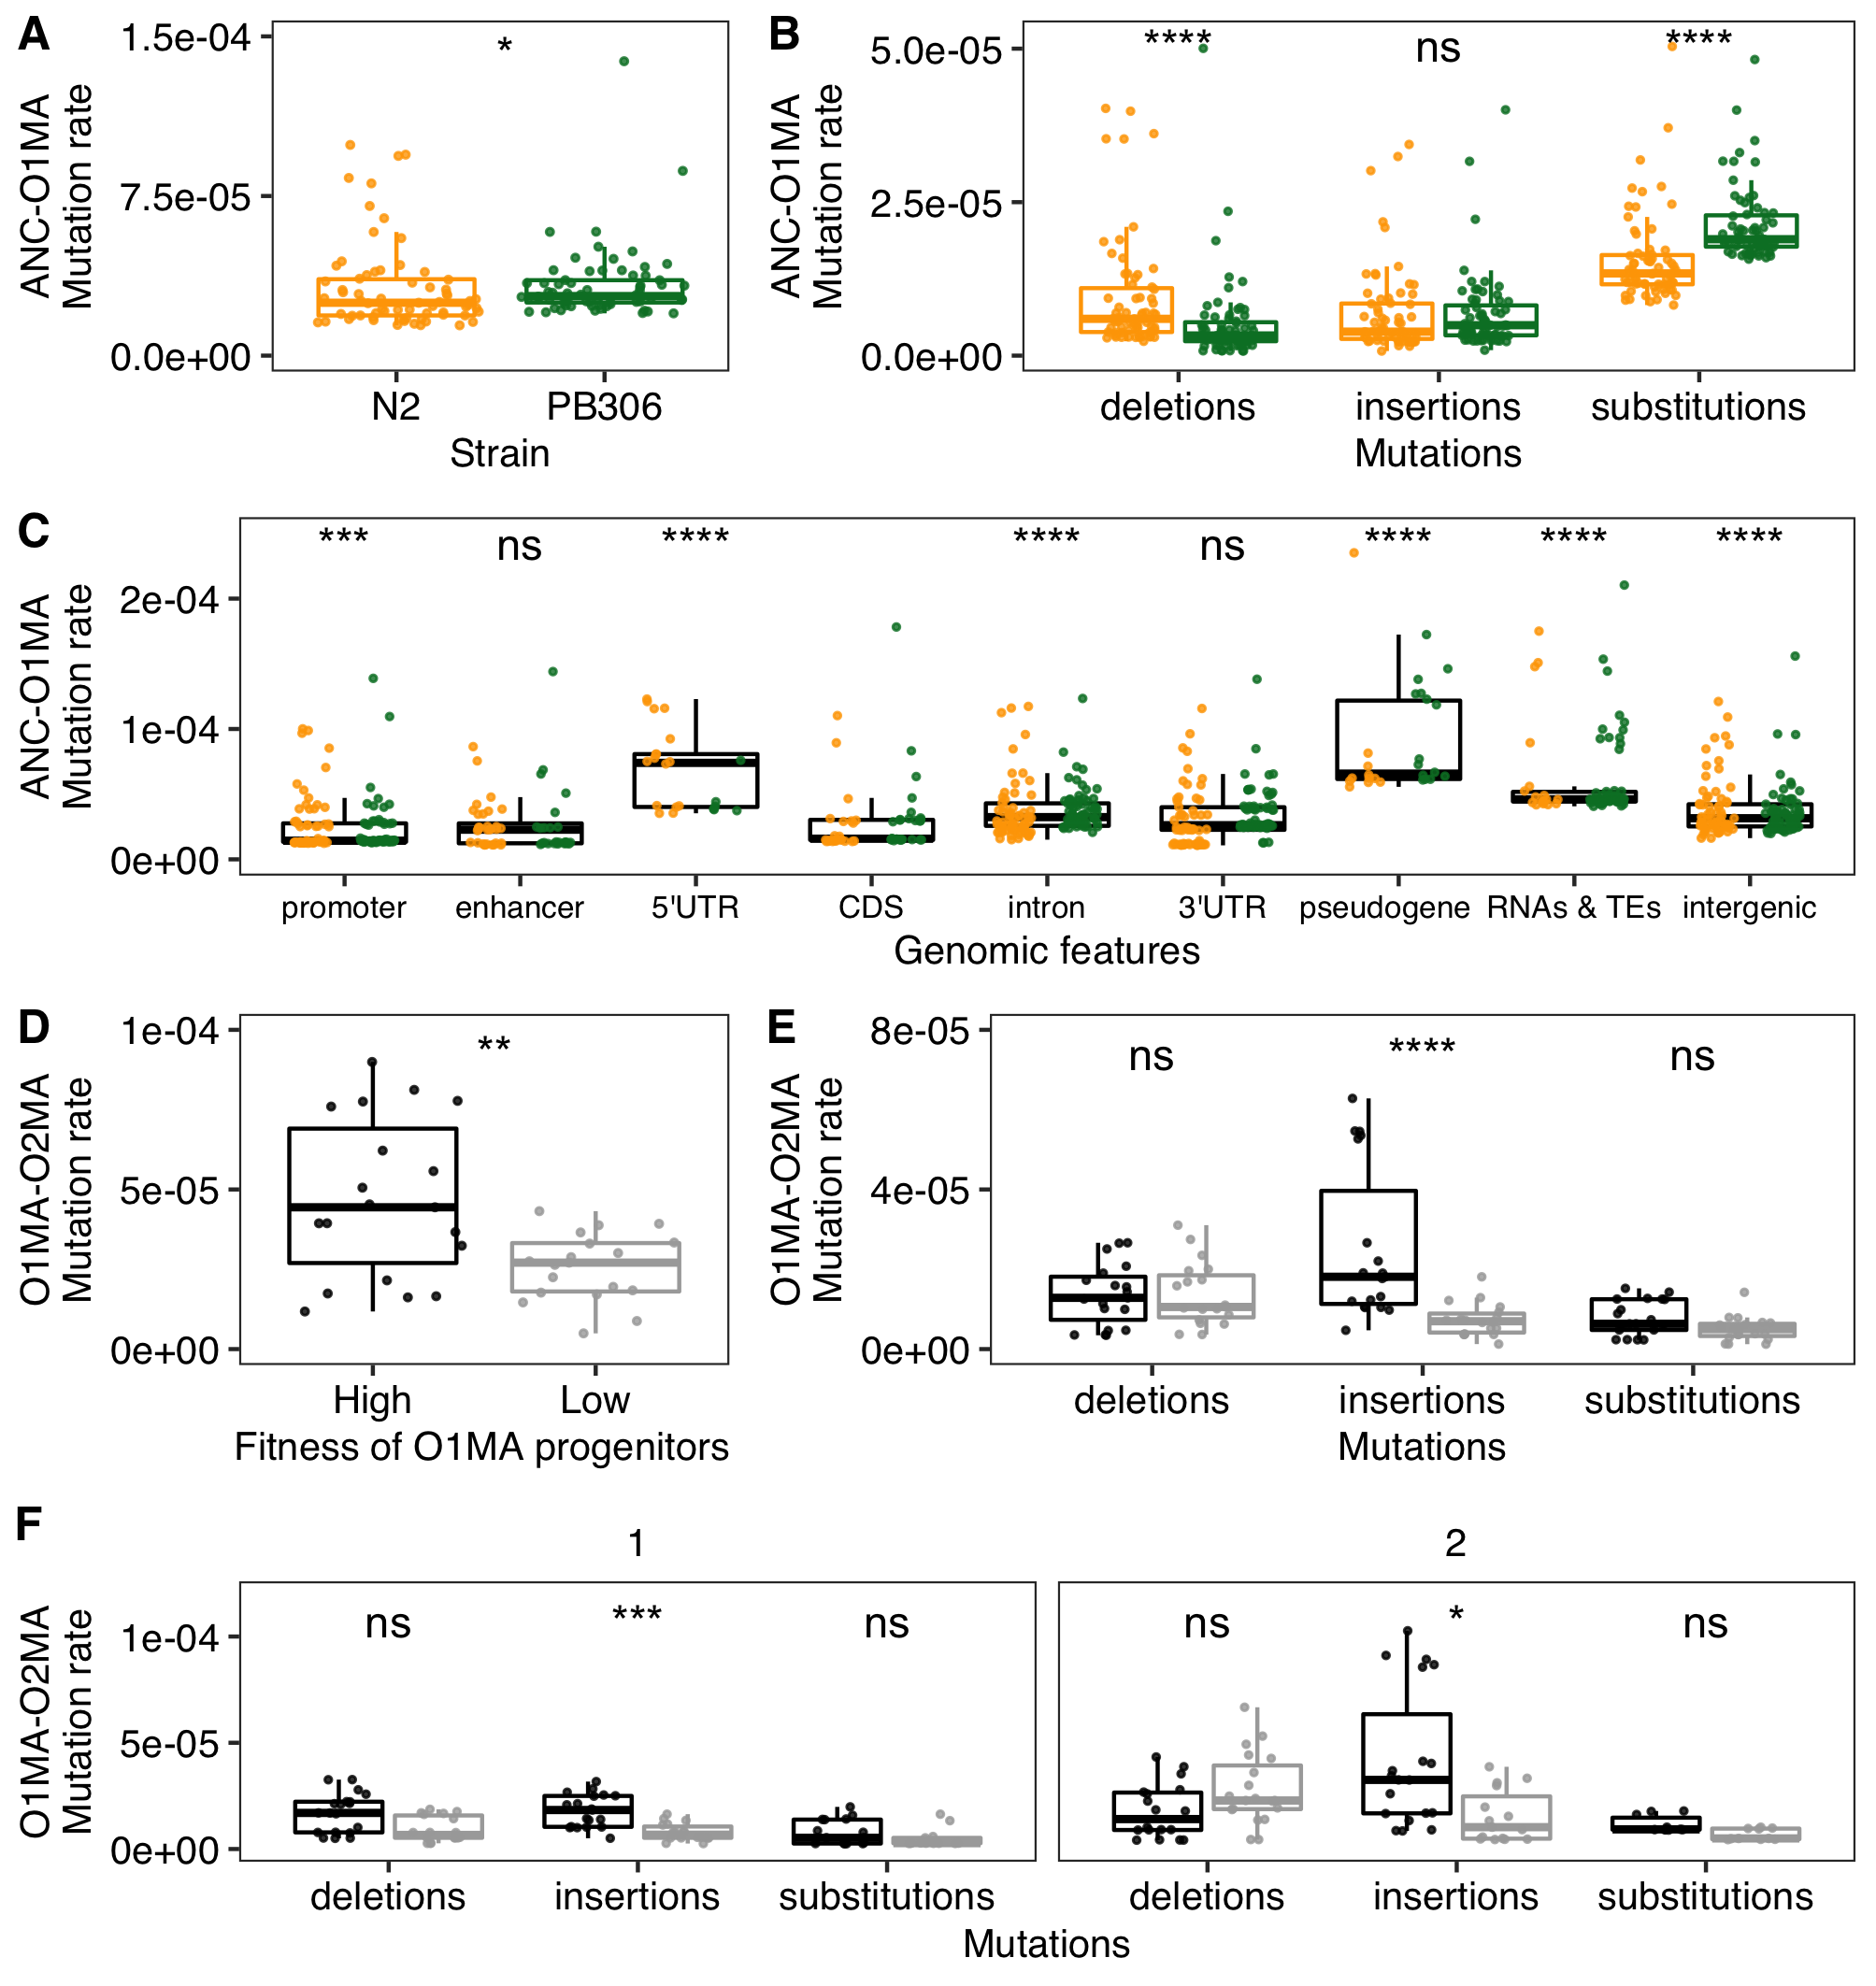 A
ANC-O1MA
Mutation rate
1.5e-04
7.5e-05
0.0e+00
*
N2 PB306
Strain
B
ANC-O1MA
Mutation rate
5.0e-05
2.5e-05
0.0e+00
**** ns ****
deletions insertions substitutions
Mutations
C
ANC-O1MA
Mutation rate
2e-04
1e-04
0e+00
*** ns **** **** ns **** **** ****
promoter enhancer 5'UTR CDS intron 3'UTR pseudogene RNAs & TEs intergenic
Genomic features
D
O1MA-O2MA
Mutation rate
1e-04
5e-05
0e+00
**
High Low
Fitness of O1MA progenitors
E
O1MA-O2MA
Mutation rate
8e-05
4e-05
0e+00
ns **** ns
deletions insertions substitutions
Mutations
F
O1MA-O2MA
Mutation rate
1e-04
5e-05
0e+00
1
ns *** ns
deletions insertions substitutions
2
ns * ns
deletions insertions substitutions
Mutations